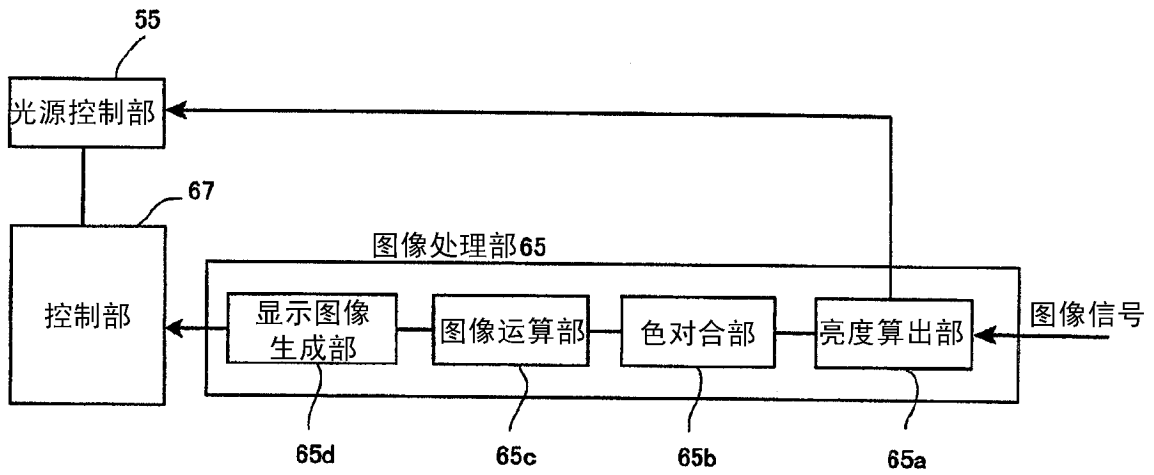 55
光源控制部
67
控制部
图像处理部65
显示图像
生成部
图像运算部
色对合部
亮度算出部
图像信号
65d
65c
65b
65a